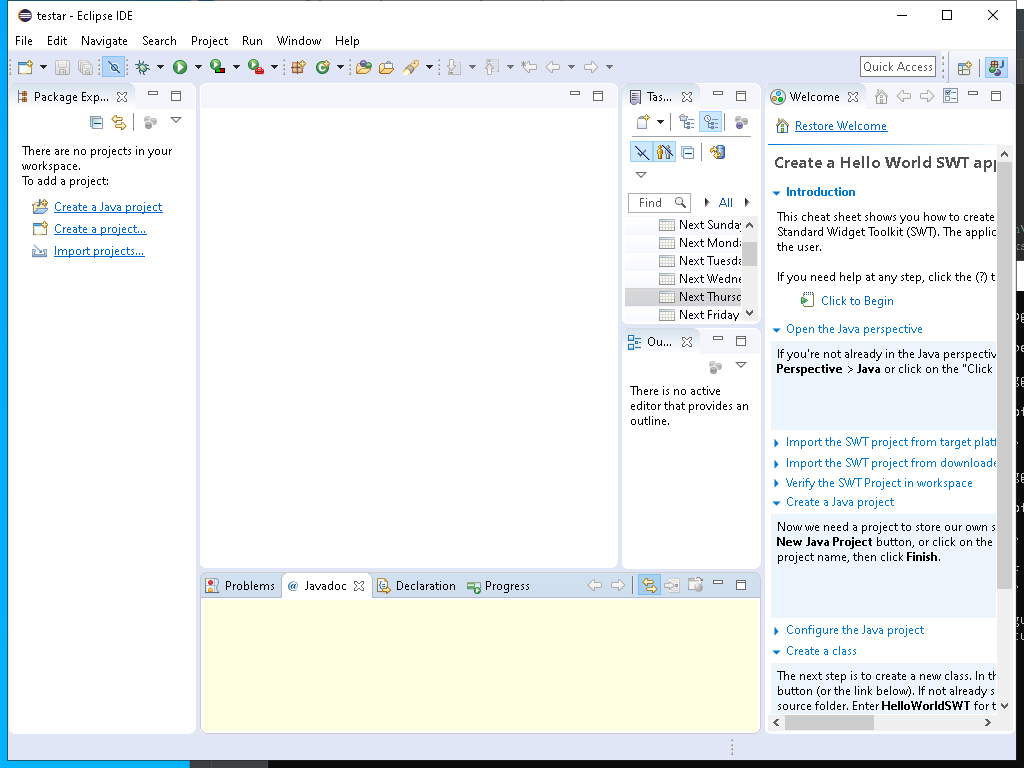 testar - Eclipse IDE
File Edit Navigate Search Project Run Window Help
Quick Access
Package Exp...
There are no projects in your
workspace.
To add a project:
Create a Java project
Create a project...
Import projects...
Tas...
Find
All
Next Sunday
Next Monda
Next Tuesda
Next Wedne
Next Thursd
Next Friday
Ou...
There is no active
editor that provides an
outline.
Welcome
Restore Welcome
Create a Hello World SWT app
Introduction
This cheat sheet shows you how to create
Standard Widget Toolkit (SWT). The applic
the user.
If you need help at any step, click the (?) t
Click to Begin
Open the Java perspective
If you're not already in the Java perspectiv
Perspective > Java or click on the "Click
Import the SWT project from target platf
Import the SWT project from downloade
Verify the SWT Project in workspace
Create a Java project
Now we need a project to store our own s
New Java Project button, or click on the
project name, then click Finish.
Configure the Java project
Create a class
The next step is to create a new class. In th
button (or the link below). If not already s
source folder. Enter HelloWorldSWT for t
Problems @ Javadoc Declaration Progress